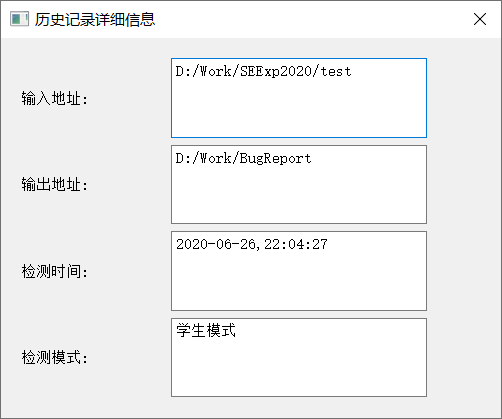 历史记录详细信息
输入地址:
D:/Work/SEExp2020/test
输出地址:
D:/Work/BugReport
检测时间:
2020-06-26,22:04:27
检测模式:
学生模式